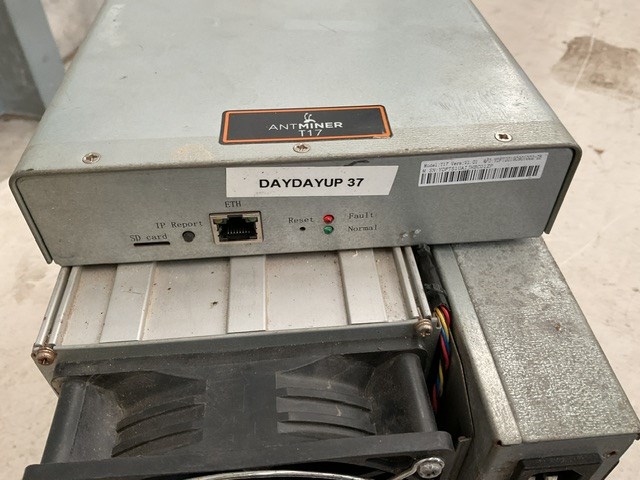 ANTMINER
T17
DAYDAYUP 37
ETH
IP Report
Reset
Fault
SD card
Normal